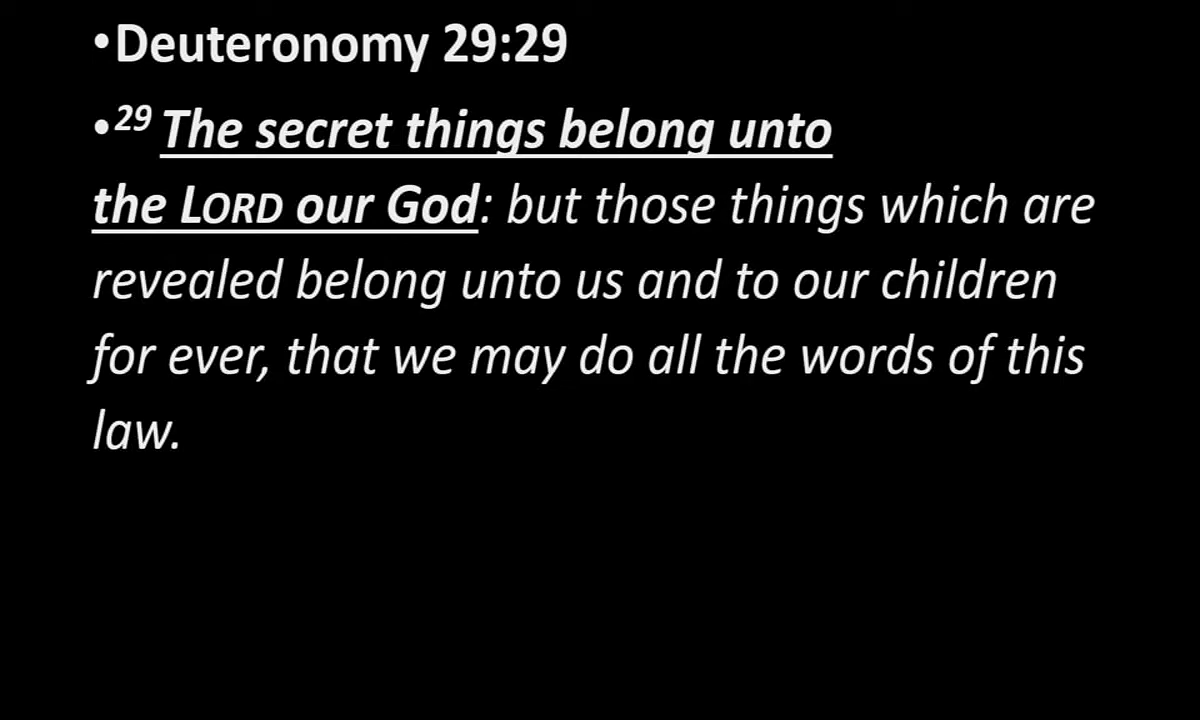 •Deuteronomy 29:29
•29 The secret things belong unto
the LORD our God: but those things which are
revealed belong unto us and to our children
for ever, that we may do all the words of this
law.